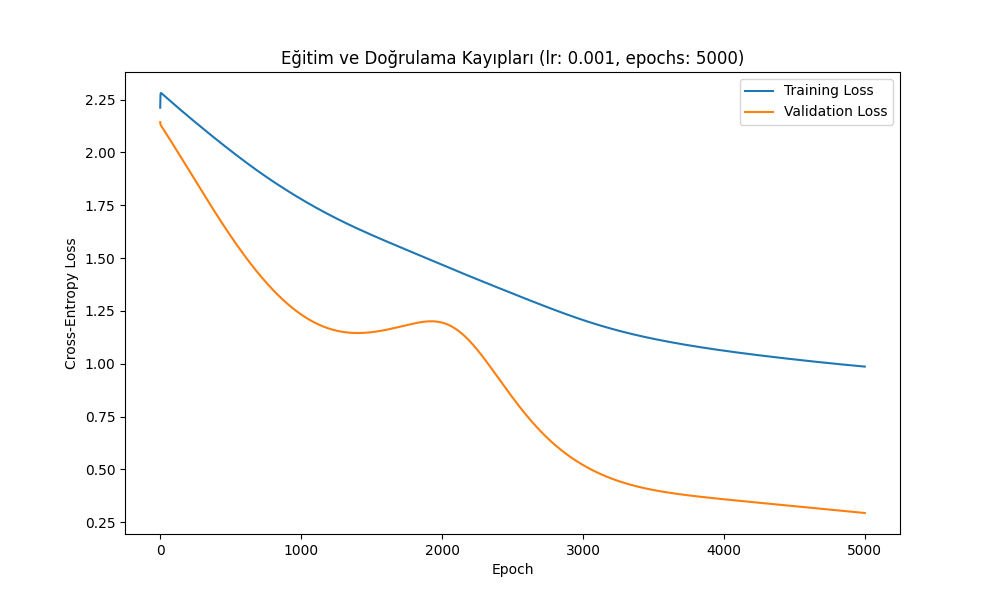 Eğitim ve Doğrulama Kayıpları (lr: 0.001, epochs: 5000)
Training Loss
Validation Loss
Cross-Entropy Loss
2.25
2.00
1.75
1.50
1.25
1.00
0.75
0.50
0.25
0 1000 2000 3000 4000 5000
Epoch